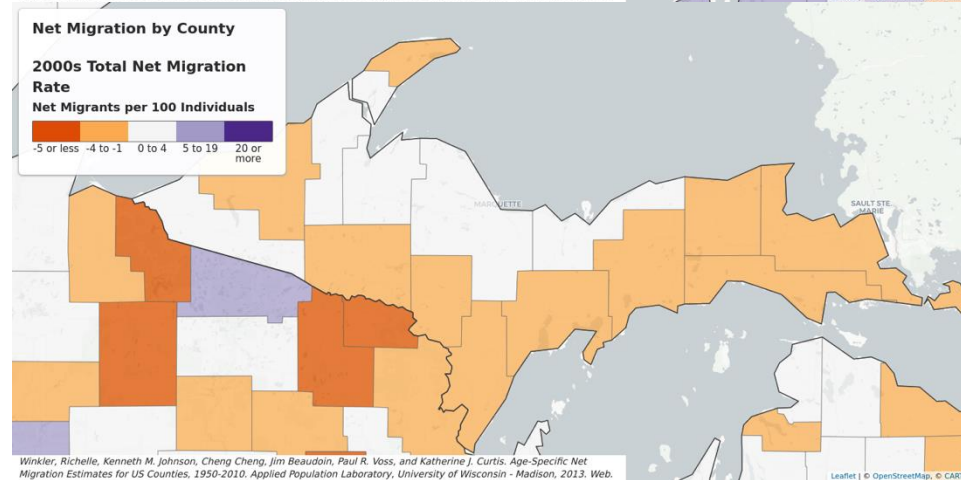 Net Migration by County
2000s Total Net Migration
Rate
Net Migrants per 100 Individuals
-5 or less -4 to -1 0 to 4 5 to 19 20 or
more
MARQUETTE
SAULT STE.
MARIE
Winkler, Richelle, Kenneth M. Johnson, Cheng Cheng, Jim Beaudoin, Paul R. Voss, and Katherine J. Curtis. Age-Specific Net
Migration Estimates for US Counties, 1950-2010. Applied Population Laboratory, University of Wisconsin - Madison, 2013. Web.
Leaflet | © OpenStreetMap, © CAR